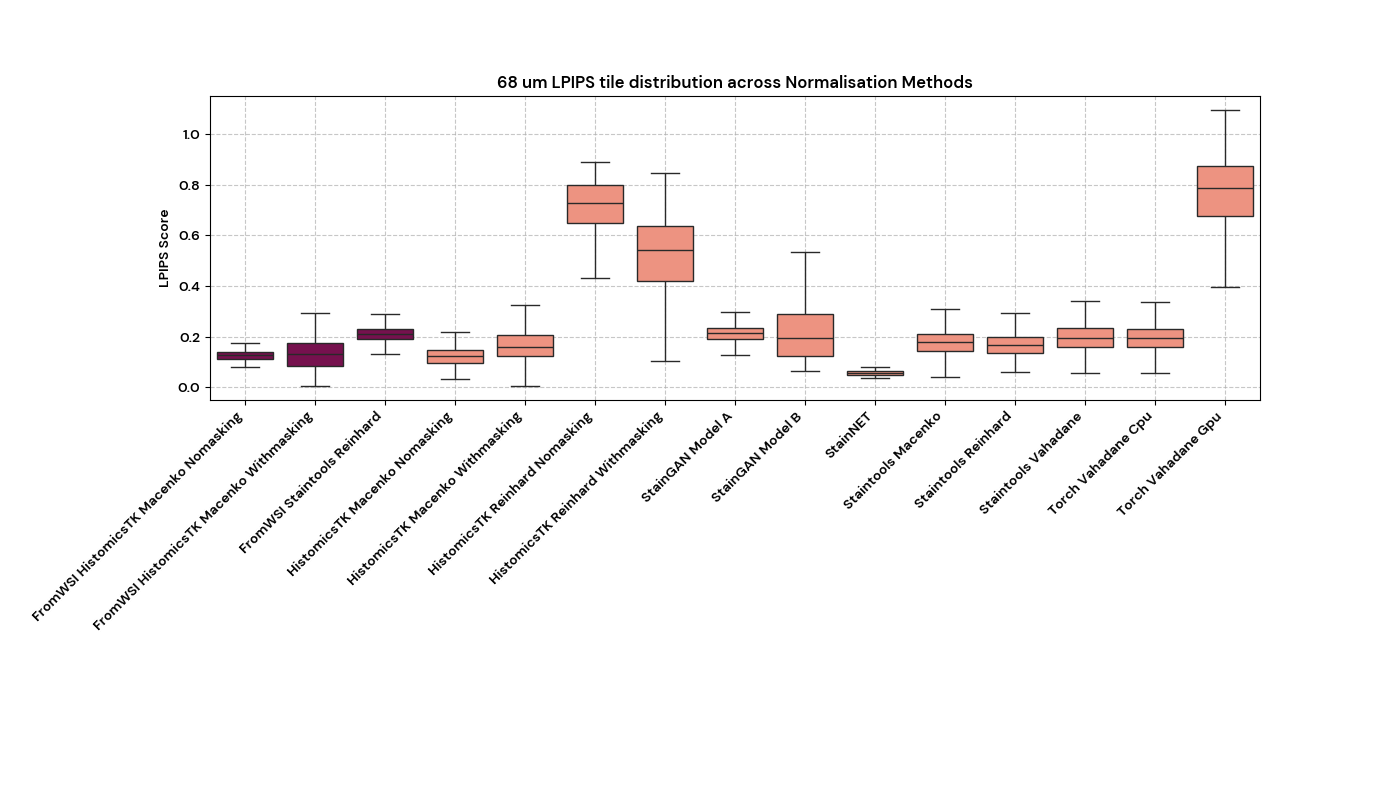 68 um LPIPS tile distribution across Normalisation Methods
LPIPS Score
1.0
0.8
0.6
0.4
0.2
0.0
FromWSI HistomicsTK Macenko Nomasking
FromWSI HistomicsTK Macenko Withmasking
FromWSI Staintools Reinhard
HistomicsTK Macenko Nomasking
HistomicsTK Macenko Withmasking
HistomicsTK Reinhard Nomasking
HistomicsTK Reinhard Withmasking
StainGAN Model A
StainGAN Model B
StainNET
Staintools Macenko
Staintools Reinhard
Staintools Vahadane
Torch Vahadane Cpu
Torch Vahadane Gpu